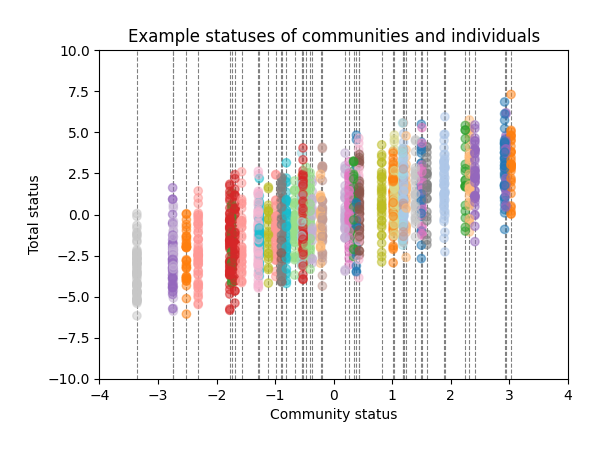 Example statuses of communities and individuals
10.0
7.5
5.0
2.5
0.0
−2.5
−5.0
−7.5
−10.0
Total status
−4 −3 −2 −1 0 1 2 3 4
Community status